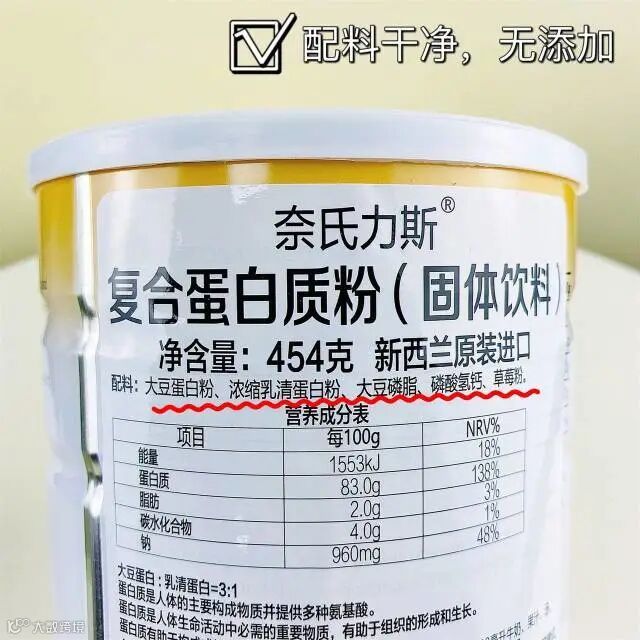 配料干净，无添加
奈氏力斯®
复合蛋白质粉（固体饮料）
净含量：454克 新西兰原装进口
配料：大豆蛋白粉、浓缩乳清蛋白粉、大豆磷脂、磷酸氢钙、草莓粉。
营养成分表
项目 每100g NRV%
能量 1553kJ 18%
蛋白质 83.0g 138%
脂肪 2.0g 3%
碳水化合物 4.0g 1%
钠 960mg 48%
大豆蛋白:乳清蛋白=3:1
蛋白质是人体的主要构成物质并提供多种氨基酸。
蛋白质是人体生命活动中必需的重要物质，有助于组织的形成和生长。
大数跨境